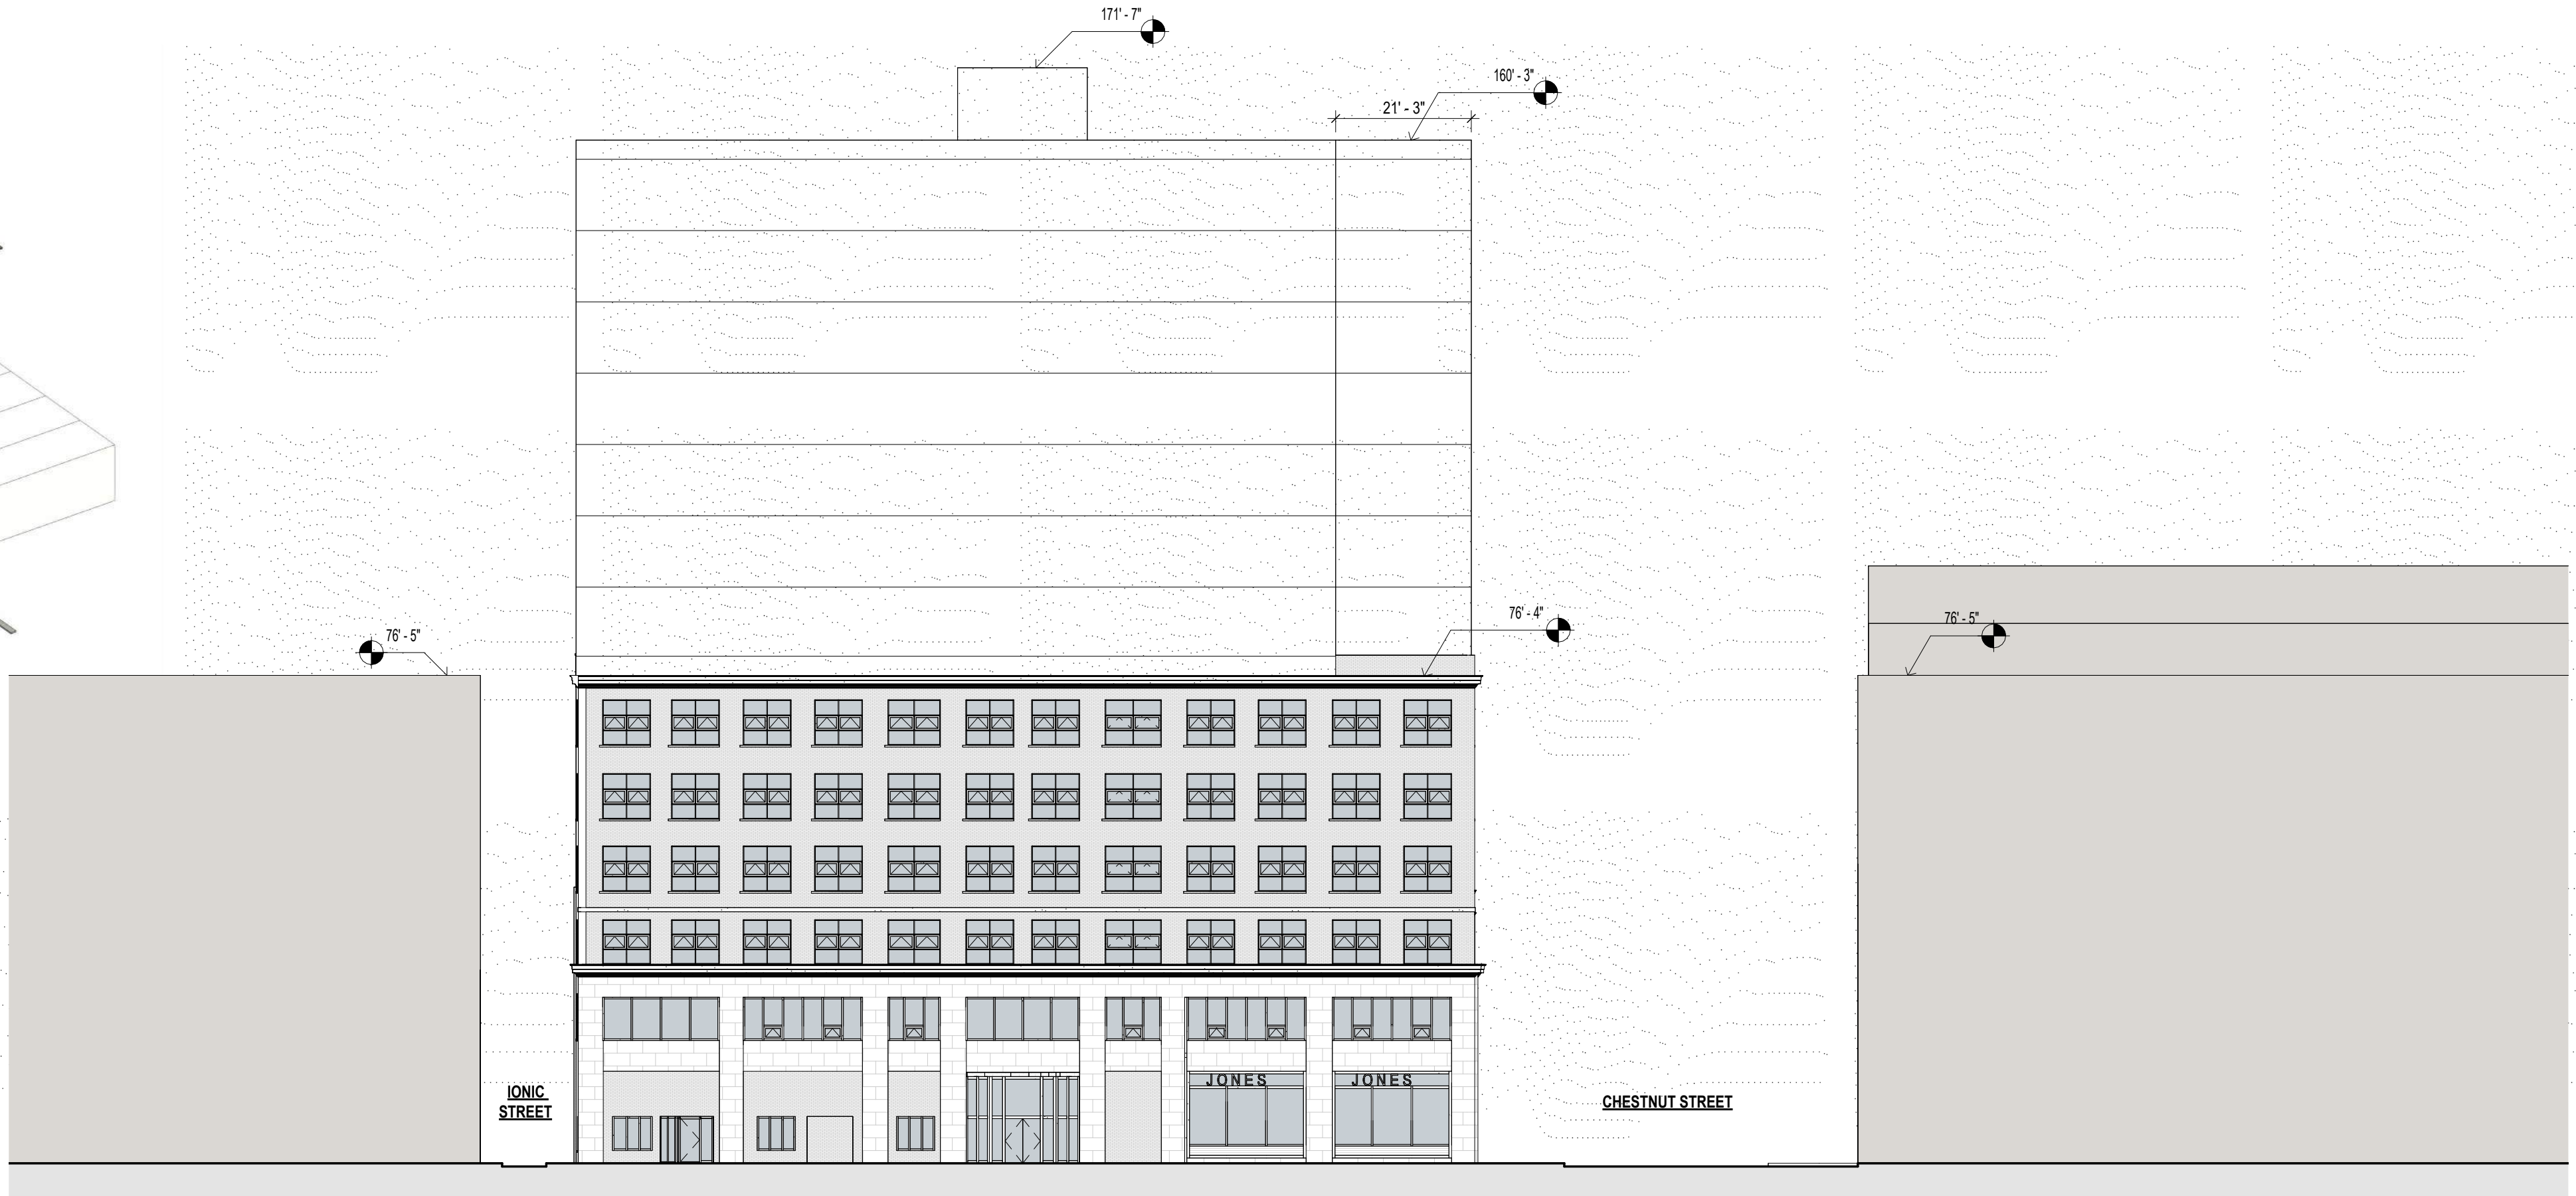 171' - 7"
160' - 3"
21' - 3"
76' - 4"
76' - 5"
76' - 5"
JONES
JONES
IONIC
STREET
CHESTNUT STREET